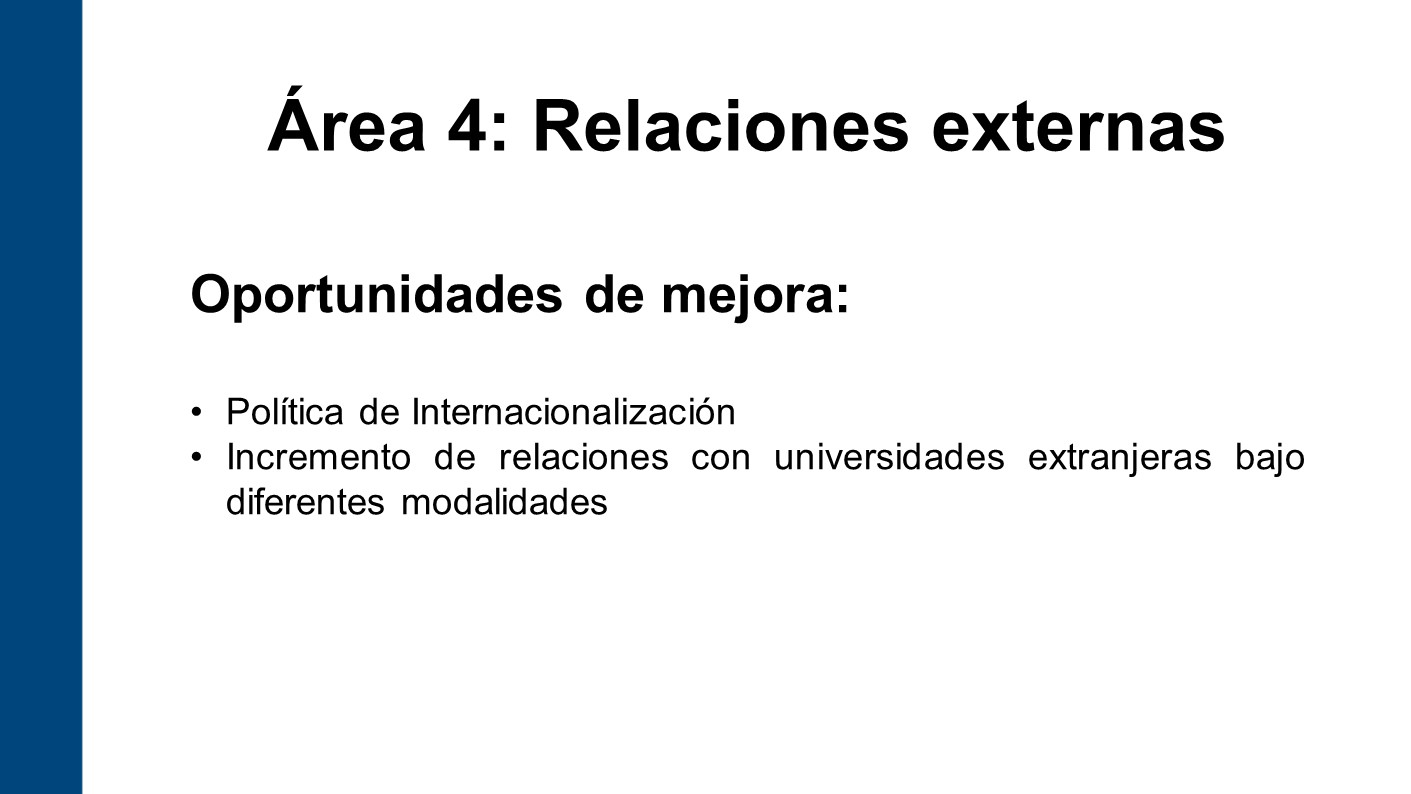 Área 4: Relaciones externas
Oportunidades de mejora:
• Política de Internacionalización
• Incremento de relaciones con universidades extranjeras bajo
diferentes modalidades